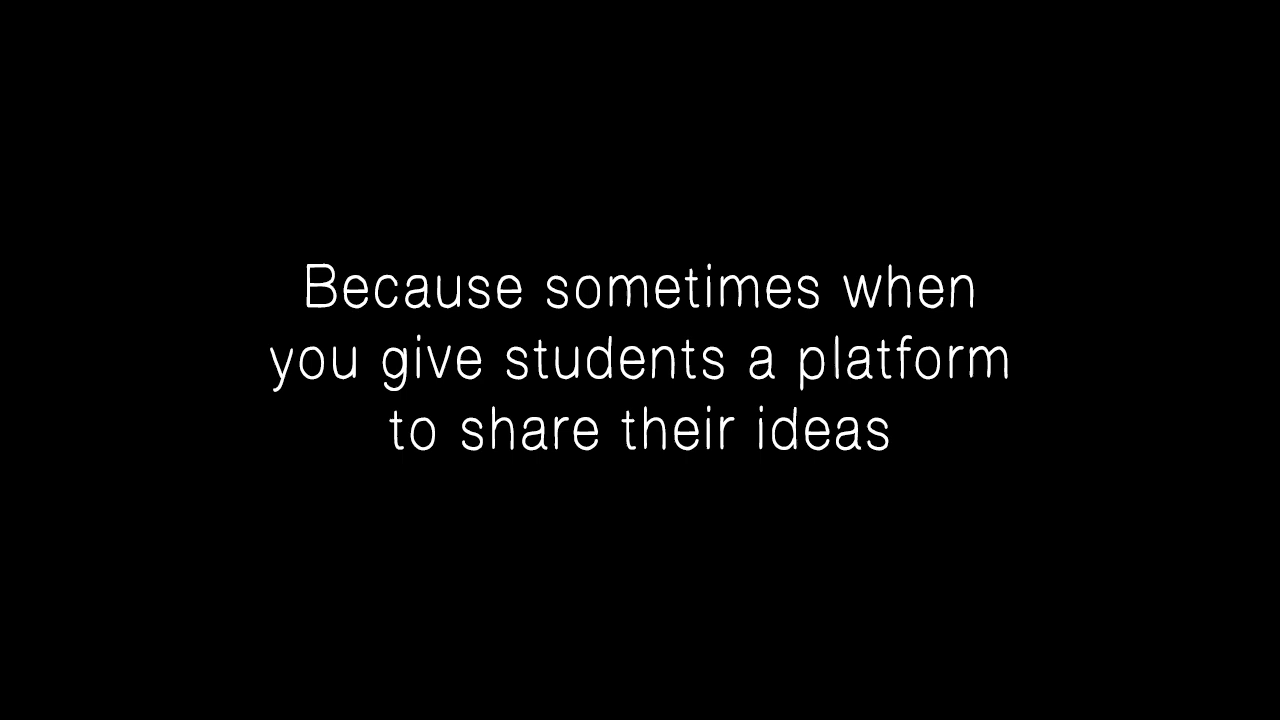 Because sometimes when
you give students a platform
to share their ideas